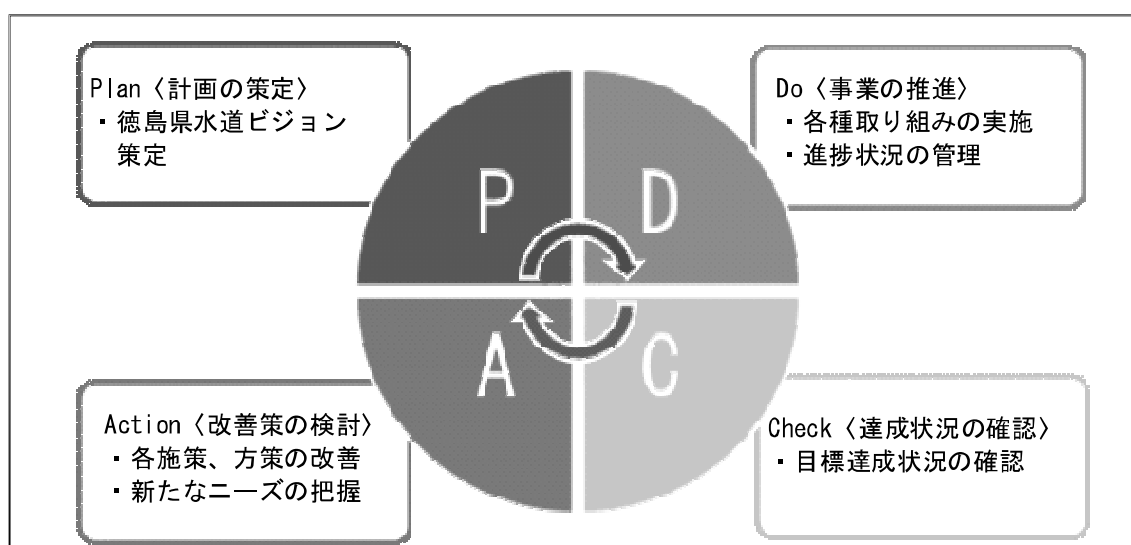 Plan〈計画の策定〉
・徳島県水道ビジョン
策定
Do〈事業の推進〉
・各種取り組みの実施
・進捗状況の管理
P
D
A
C
Action〈改善策の検討〉
・各施策、方策の改善
・新たなニーズの把握
Check〈達成状況の確認〉
・目標達成状況の確認